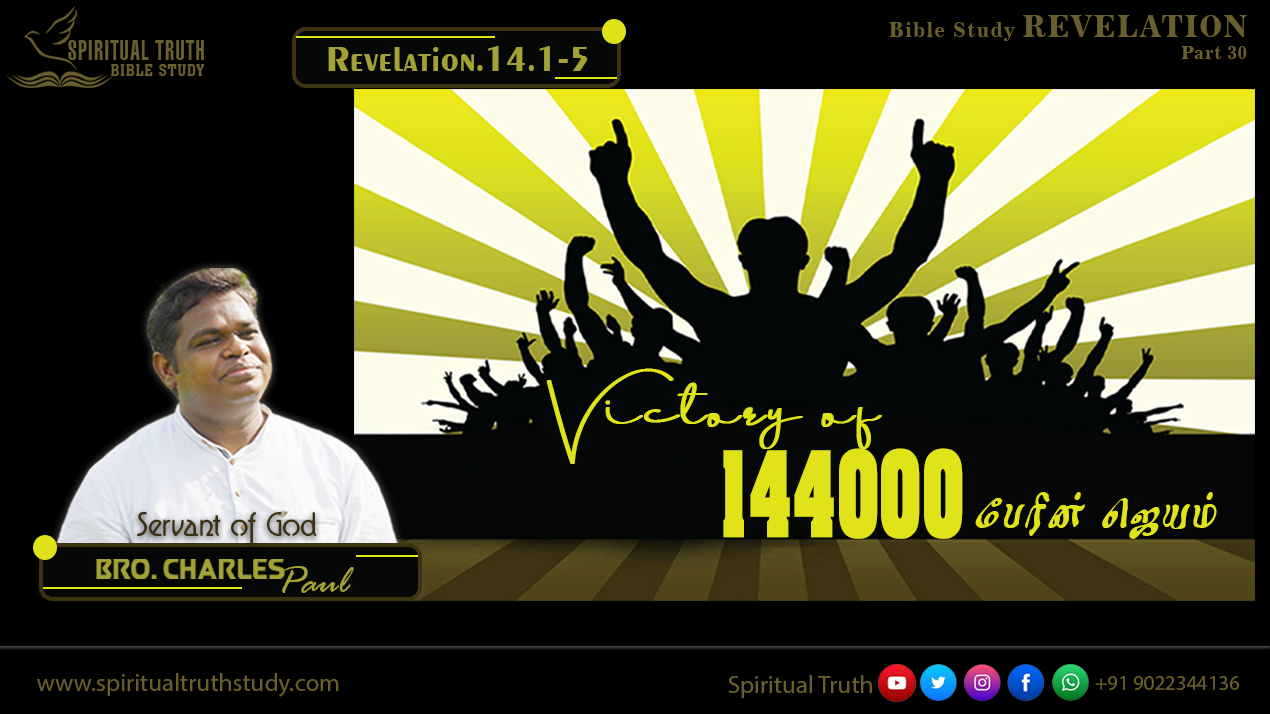 SPIRITUAL TRUTH
BIBLE STUDY
Revelation.14.1-5
Bible Study REVELATION
Part 30
Victory of
144000 பேரின் ஜெயம்
Servant of God
BRO. CHARLES Paul
www.spiritualtruthstudy.com
Spiritual Truth +91 9022344136